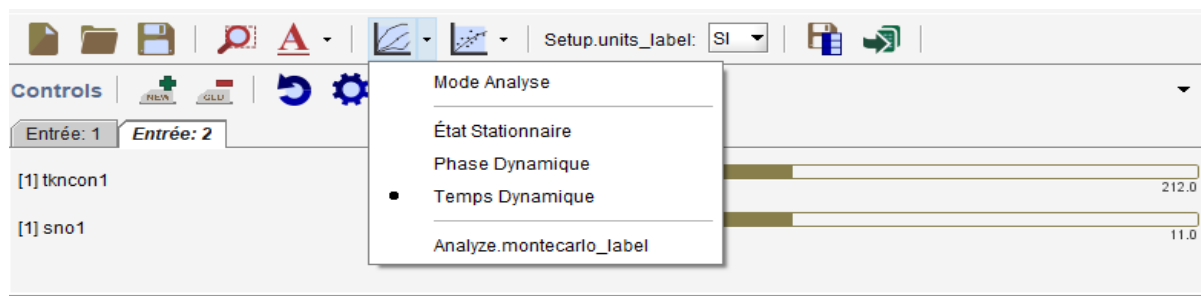 A Setup.units_label: SI
Controls NEW OLD
Mode Analyse
Entrée: 1 Entrée: 2
État Stationnaire
Phase Dynamique
[1] tkncon1
212.0
Temps Dynamique
[1] sno1
11.0
Analyze.montecarlo_label